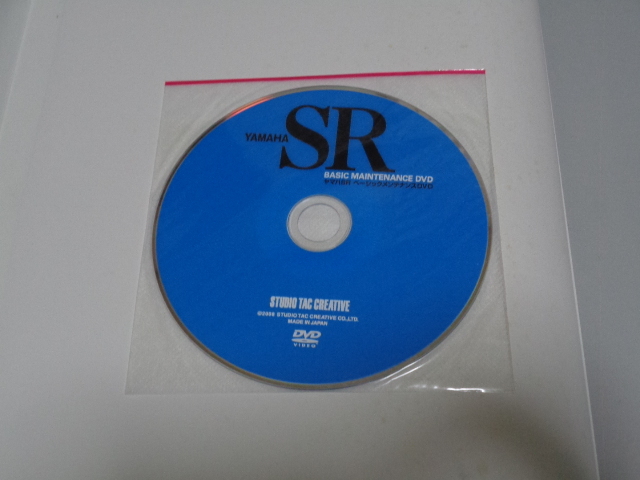 YAMAHA SR
BASIC MAINTENANCE DVD
ベーシックメンテナンスDVD
STUDIO TAC CREATIVE
STUDIO TAC CREATIVE CO.,LTD.
MADE IN JAPAN
DVD
VIDEO